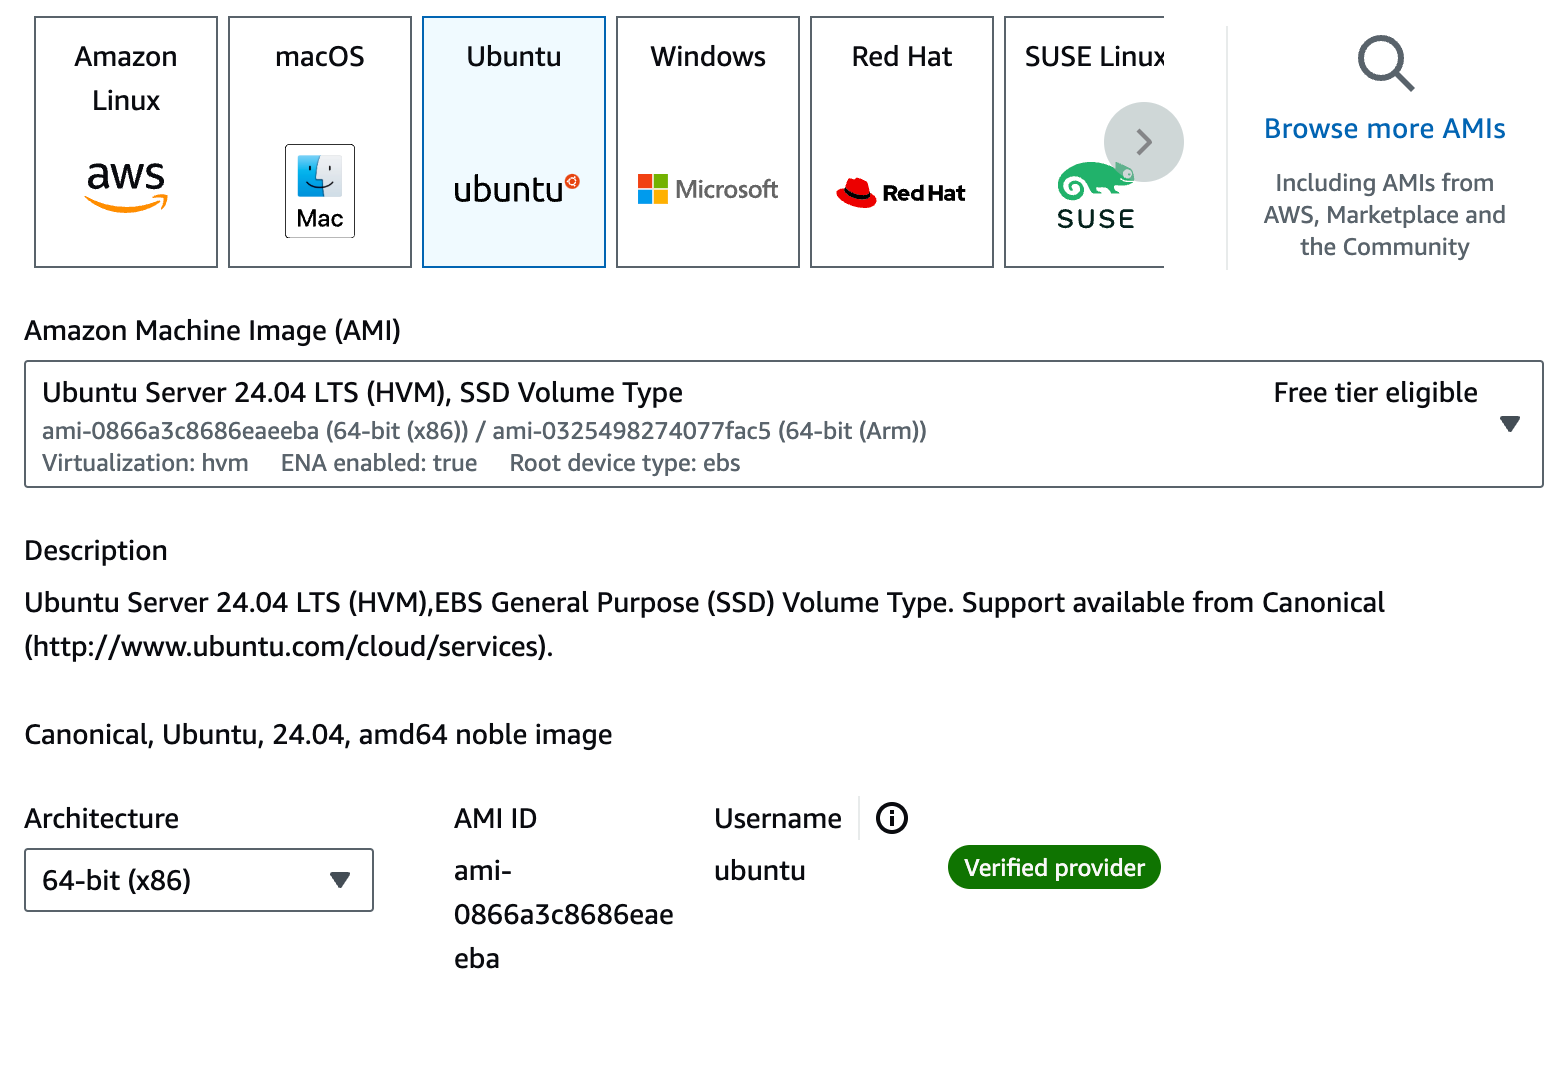 Amazon
Linux
aws
macOS
Mac
Ubuntu
ubuntu
Windows
Microsoft
Red Hat
Red Hat
SUSE Linux
SUSE
Browse more AMIs
Including AMIs from
AWS, Marketplace and
the Community
Amazon Machine Image (AMI)
Ubuntu Server 24.04 LTS (HVM), SSD Volume Type
Free tier eligible
ami-0866a3c8686eaeeba (64-bit (x86)) / ami-0325498274077fac5 (64-bit (Arm))
Virtualization: hvm ENA enabled: true Root device type: ebs
Description
Ubuntu Server 24.04 LTS (HVM),EBS General Purpose (SSD) Volume Type. Support available from Canonical
(http://www.ubuntu.com/cloud/services).
Canonical, Ubuntu, 24.04, amd64 noble image
Architecture
64-bit (x86)
AMI ID
ami-
0866a3c8686eae
eba
Username
ubuntu
Verified provider